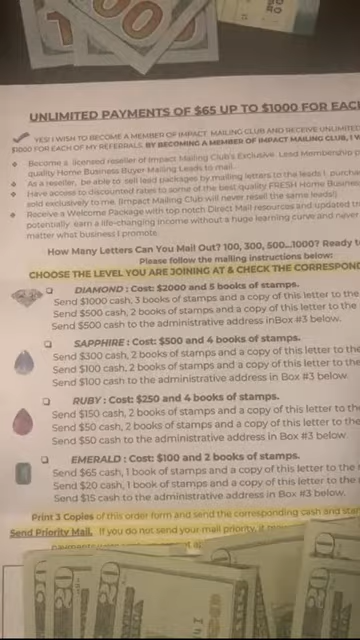 100
UNLIMITED PAYMENTS OF $65 UP TO $1000 FOR EAC
YES! I WISH TO BECOME A MEMBER OF IMPACT MAILING CLUB AND RECEIVE UNLIMITE
$1000 FOR EACH OF MY REFERRALS. BY BECOMING A MEMBER OF IMPACT MAILING CLUB, I W
Become a licensed reseller of Impact Mailing Club's Exclusive Lead Membership p
quality Home Business Buyer Mailing Leads to mail.
As a reseller, be able to sell lead packages by mailing letters to the leads I purcha
Have access to discounted rates to some of the best quality FRESH Home Busines
sold exclusively to me. (Impact Mailing Club will never resell the same leads!)
Receive a Welcome Package with top notch Direct Mail resources and updated tr
potentially earn a life-changing income without a huge learning curve and never
matter what business I promote.
How Many Letters Can You Mail Out? 100, 300, 500...1000? Ready t
Please follow the mailing instructions below:
CHOOSE THE LEVEL YOU ARE JOINING AT & CHECK THE CORRESPON
DIAMOND : Cost: $2000 and 5 books of stamps.
Send $1000 cash, 3 books of stamps and a copy of this letter to the
Send $500 cash, 2 books of stamps and a copy of this letter to the
Send $500 cash to the administrative address in Box #3 below.
SAPPHIRE : Cost: $500 and 4 books of stamps.
Send $300 cash, 2 books of stamps and a copy of this letter to the
Send $100 cash, 2 books of stamps and a copy of this letter to the
Send $100 cash to the administrative address in Box #3 below.
RUBY : Cost: $250 and 4 books of stamps.
Send $150 cash, 2 books of stamps and a copy of this letter to the
Send $50 cash, 2 books of stamps and a copy of this letter to the
Send $50 cash to the administrative address in Box #3 below.
EMERALD : Cost: $100 and 2 books of stamps.
Send $65 cash, 1 book of stamps and a copy of this letter to the
Send $20 cash, 1 book of stamps and a copy of this letter to the
Send $15 cash to the administrative address in Box #3 below.
Print 3 Copies of this order form and send the corresponding cash and sta
Send Priority Mail. If you do not send your mail priority, it
20
20
20
20